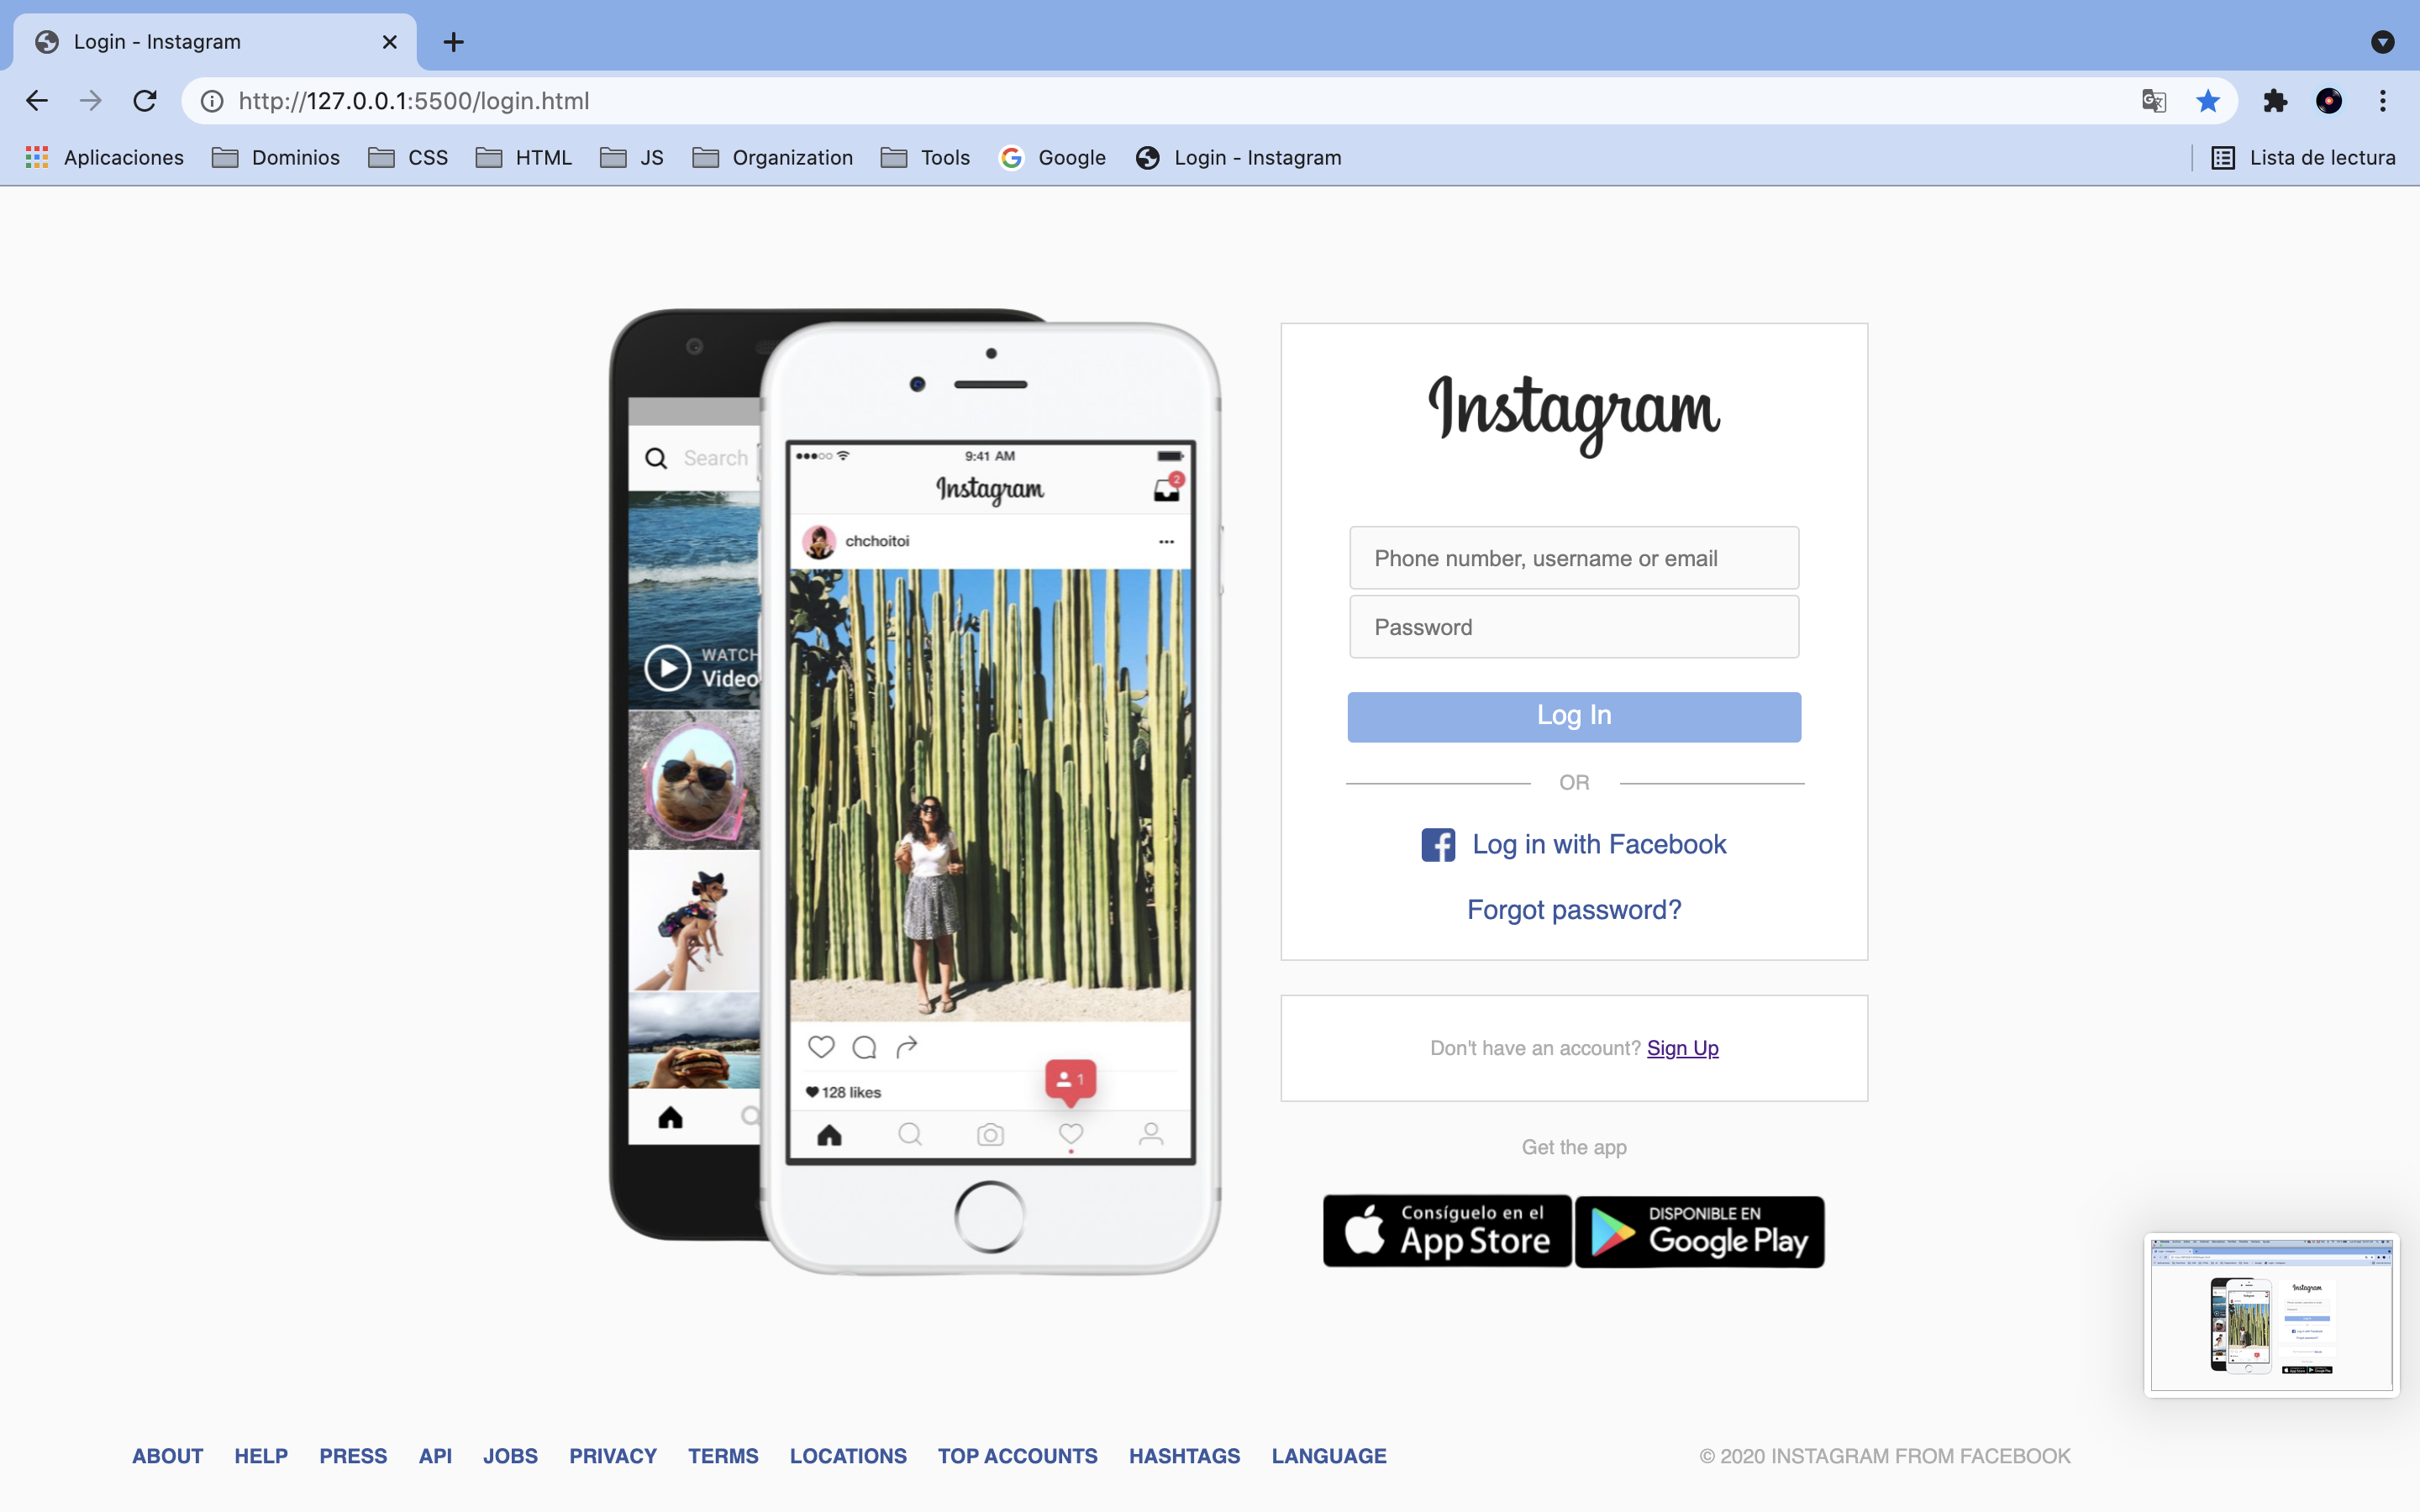 Login - Instagram
http://127.0.0.1:5500/login.html
Aplicaciones Dominios CSS HTML JS Organization Tools Google Login - Instagram Lista de lectura
Search
WATCH
Video
9:41 AM
Instagram
2
chchoitoi
1
128 likes
Instagram
Phone number, username or email
Password
Log In
OR
Log in with Facebook
Forgot password?
Don't have an account? Sign Up
Get the app
Consíguelo en el
App Store
DISPONIBLE EN
Google Play
ABOUT HELP PRESS API JOBS PRIVACY TERMS LOCATIONS TOP ACCOUNTS HASHTAGS LANGUAGE © 2020 INSTAGRAM FROM FACEBOOK